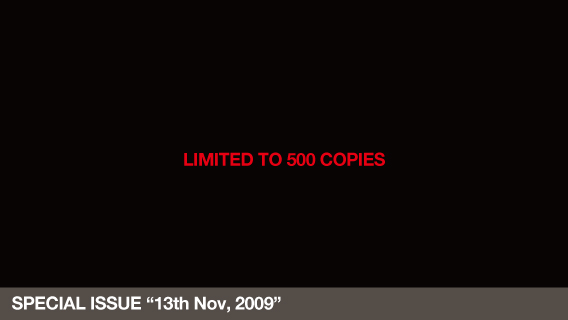 LIMITED TO 500 COPIES
SPECIAL ISSUE “13th Nov, 2009”